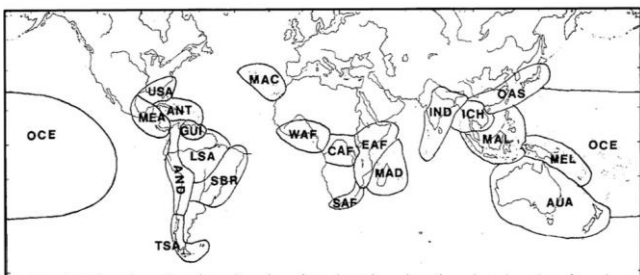 MAC
USA
OAS
MEA ANT
IND ICH
OCE
GUI
WAF
MAL
OCE
CAF EAF
LSA
MEL
AND
SBR
MAD
SAF
AUA
TSA